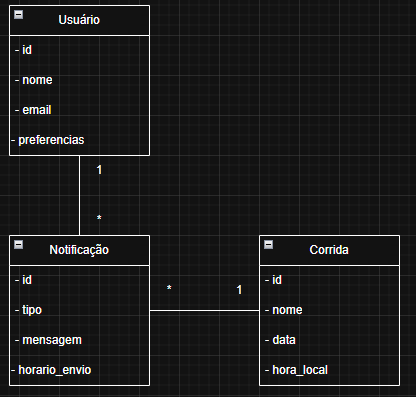 Usuário
- id
- nome
- email
- preferencias
1
*
Notificação
- id
- tipo
- mensagem
- horario_envio
* 1
Corrida
- id
- nome
- data
- hora_local